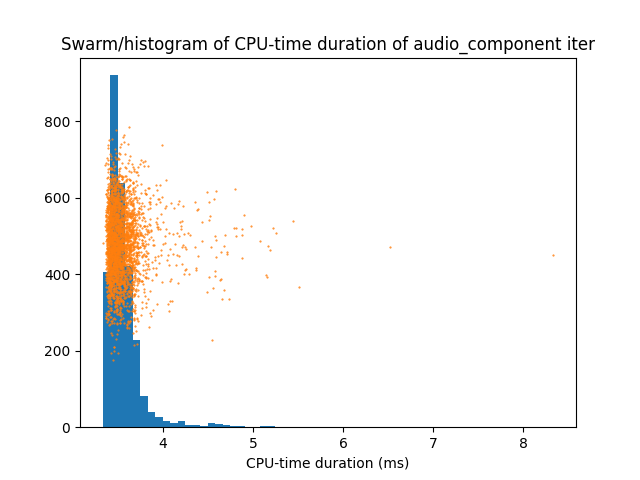 Swarm/histogram of CPU-time duration of audio_component iter
800
600
400
200
0
4 5 6 7 8
CPU-time duration (ms)